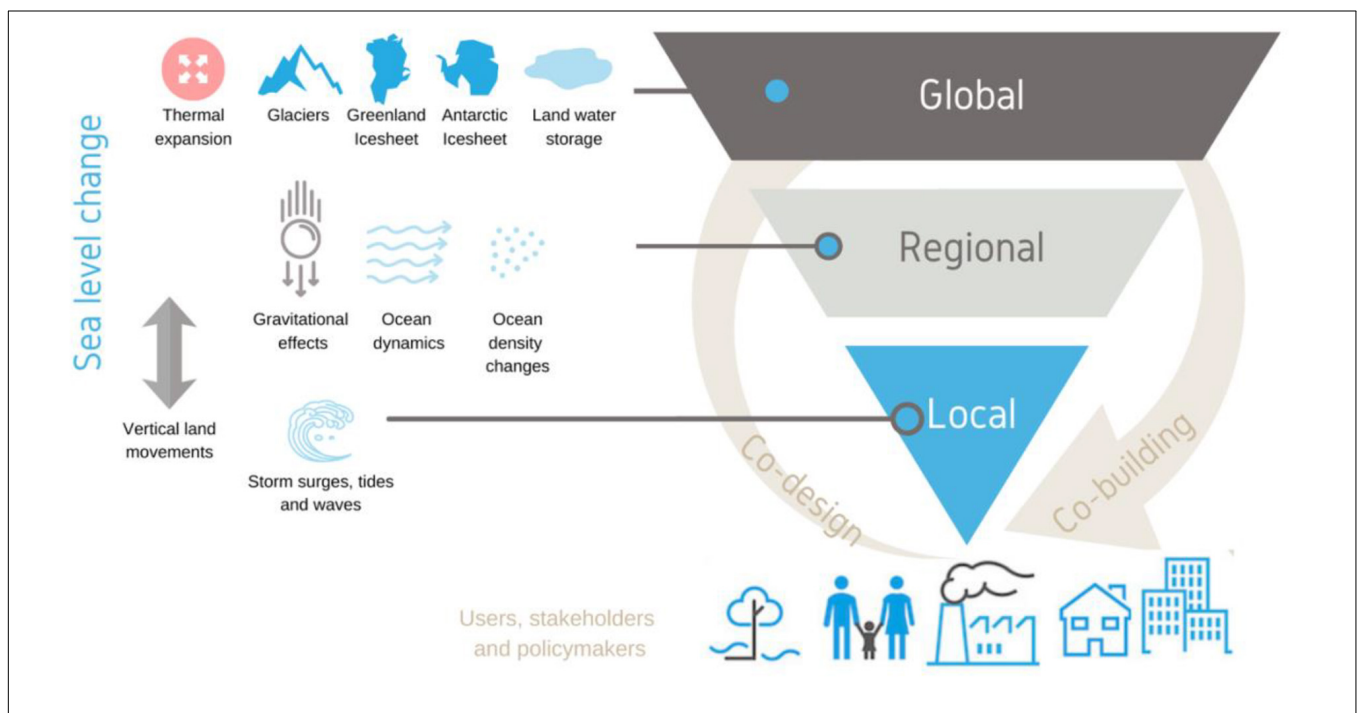 Sea level change
Thermal
expansion
Glaciers
Greenland
Icesheet
Antarctic
Icesheet
Land water
storage
Global
Gravitational
effects
Ocean
dynamics
Ocean
density
changes
Regional
Vertical land
movements
Storm surges, tides
and waves
Local
Co-design
Co-building
Users, stakeholders
and policymakers